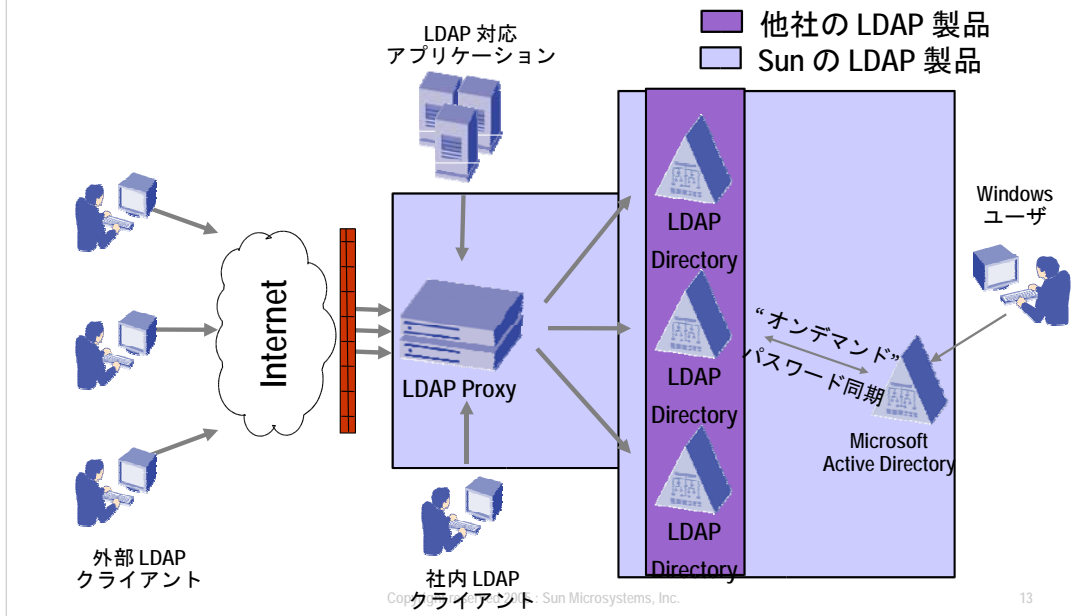 LDAP 対応
アプリケーション
他社の LDAP 製品
Sun の LDAP 製品
Windows
ユーザ
LDAP
Directory
Internet
LDAP Proxy
LDAP
Directory
“オンデマンド”
パスワード同期
Microsoft
Active Directory
LDAP
Directory
外部 LDAP
クライアント
社内 LDAP
クライアント
Copyright reserved 2005 : Sun Microsystems, Inc.
13